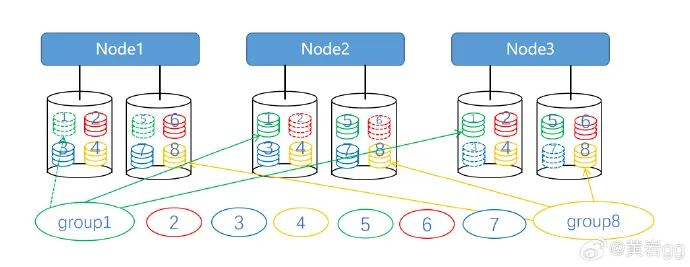 Node1 Node2 Node3
1 2 5 6 1 2 5 6 1 2 5 6
3 4 7 8 3 4 7 8 3 4 7 8
group1 2 3 4 5 6 7 group8
@黄岩gg